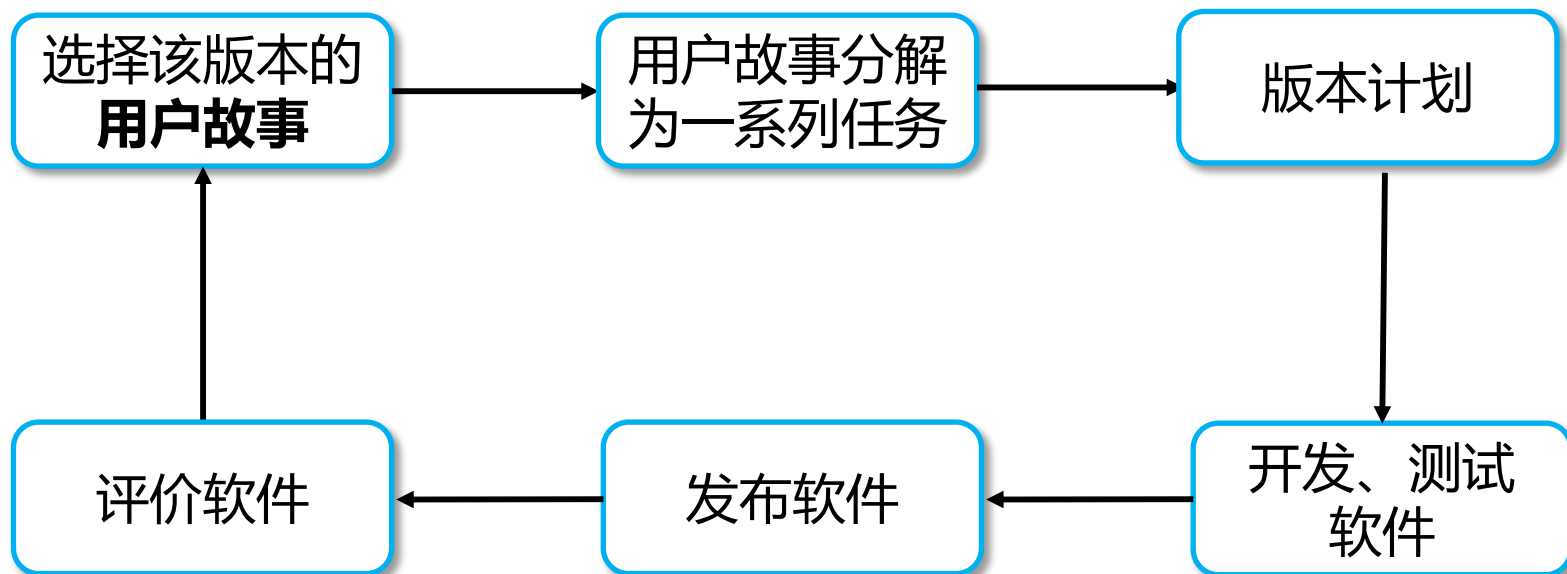 选择该版本的
用户故事
用户故事分解
为一系列任务
版本计划
开发、测试
软件
发布软件
评价软件